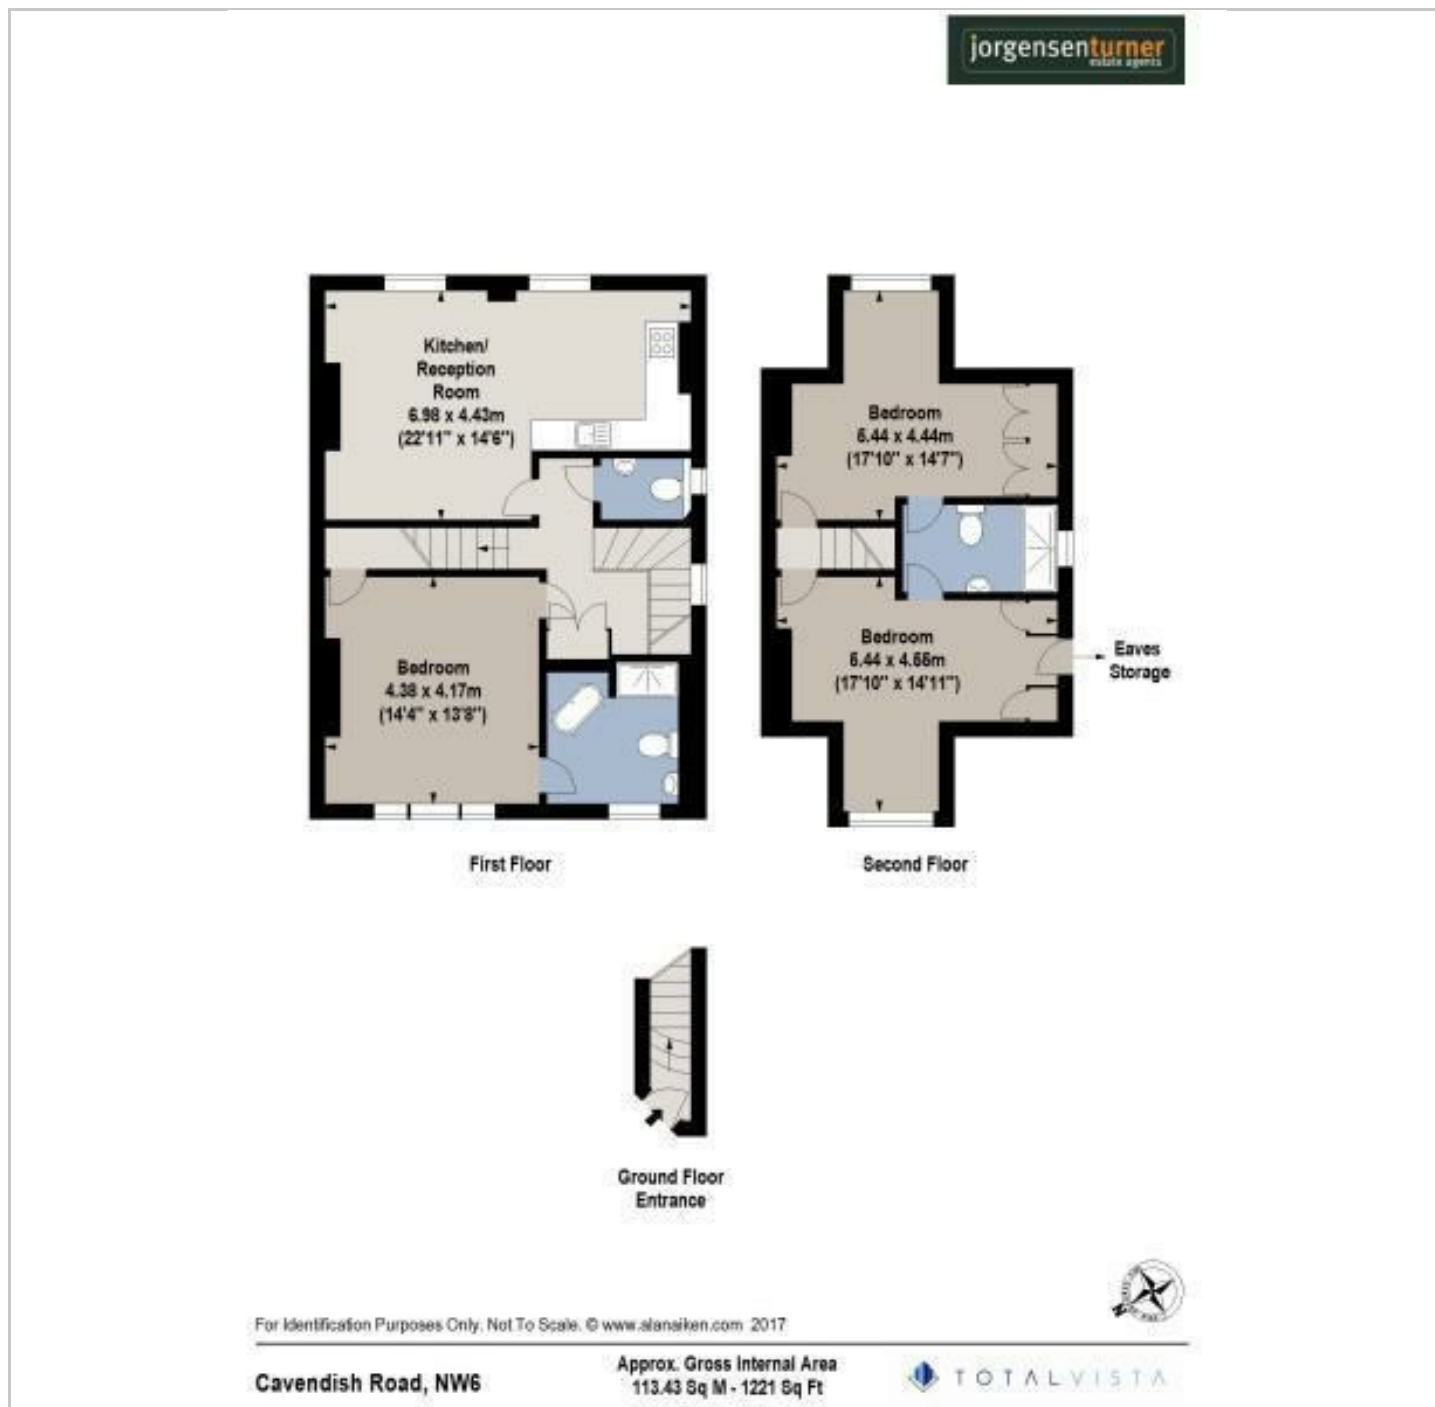 jorgensenturner
estate agents
Kitchen/
Reception
Room
6.98 x 4.43m
(22'11" x 14'6")
Bedroom
5.44 x 4.44m
(17'10" x 14'7")
Bedroom
4.38 x 4.17m
(14'4" x 13'8")
Bedroom
5.44 x 4.55m
(17'10" x 14'11")
Eaves
Storage
First Floor
Second Floor
Ground Floor
Entrance
N
For Identification Purposes Only. Not To Scale. © www.alanaiken.com 2017
Cavendish Road, NW6
Approx. Gross Internal Area
113.43 Sq M - 1221 Sq Ft
TOTALVISTA